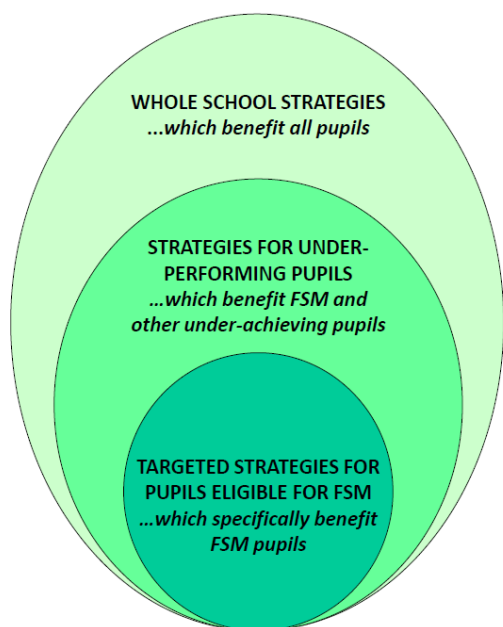 WHOLE SCHOOL STRATEGIES
...which benefit all pupils
STRATEGIES FOR UNDER-
PERFORMING PUPILS
...which benefit FSM and
other under-achieving pupils
TARGETED STRATEGIES FOR
PUPILS ELIGIBLE FOR FSM
...which specifically benefit
FSM pupils